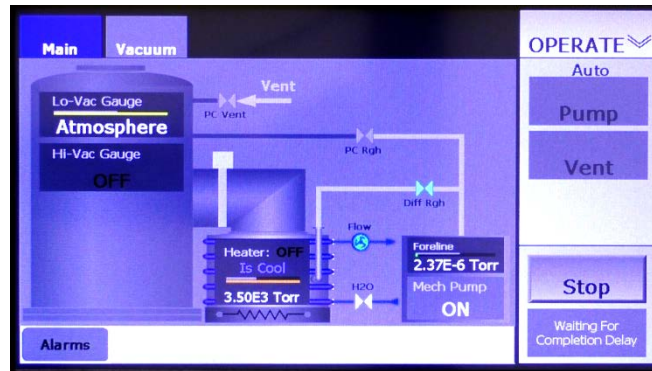 Main
Vacuum
OPERATE
Auto
Pump
Vent
Stop
Waiting For
Completion Delay
Vent
PC Vent
Lo-Vac Gauge
Atmosphere
Hi-Vac Gauge
OFF
PC Rgh
Diff Rgh
Flow
Heater: OFF
Is Cool
3.50E3 Torr
H2O
Foreline
2.37E-6 Torr
Mech Pump
ON
Alarms